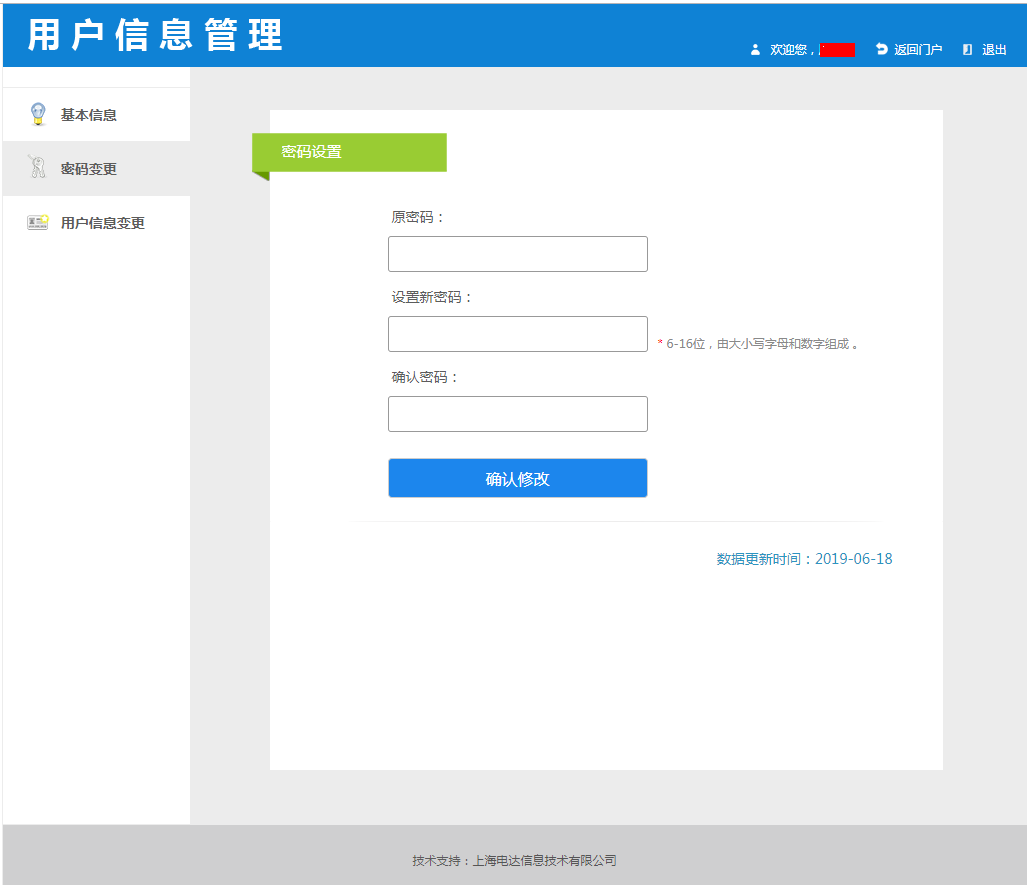 用户信息管理
欢迎您， 返回门户 退出
基本信息
密码变更
用户信息变更
密码设置
原密码：
设置新密码：
* 6-16位，由大小写字母和数字组成 。
确认密码：
确认修改
数据更新时间：2019-06-18
技术支持：上海电达信息技术有限公司